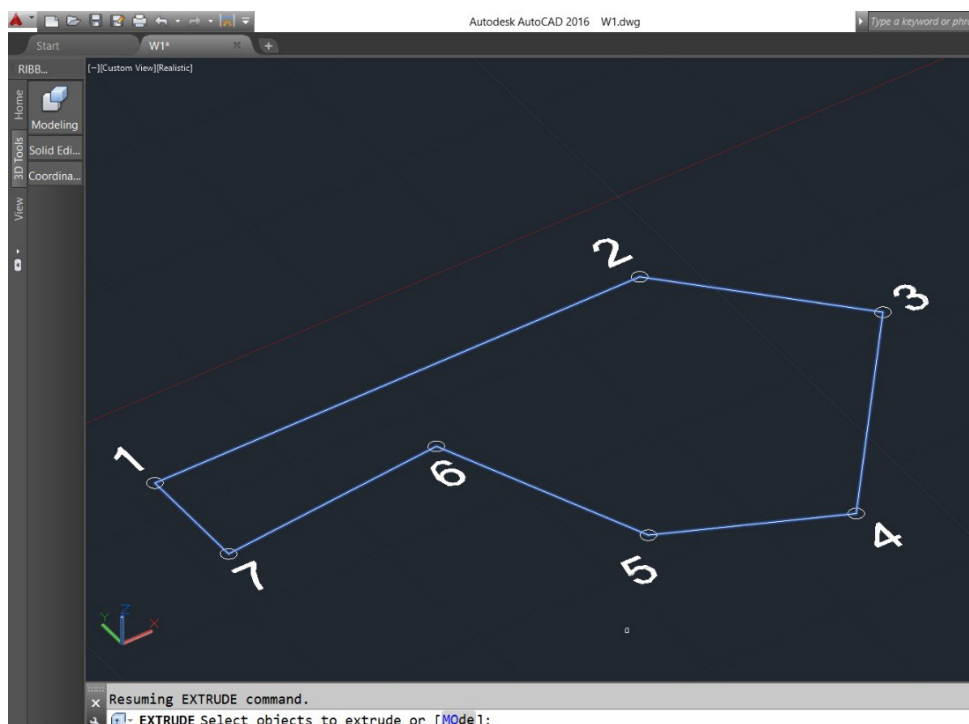 Autodesk AutoCAD 2016 W1.dwg
Type a keyword or phr
Start
W1*
RIBB...
[−][Custom View][Realistic]
Home
Modeling
3D Tools
Solid Edi...
Coordina...
View
2
3
1
6
4
5
7
Y
Z
X
Resuming EXTRUDE command.
EXTRUDE Select objects to extrude or [MOde]: